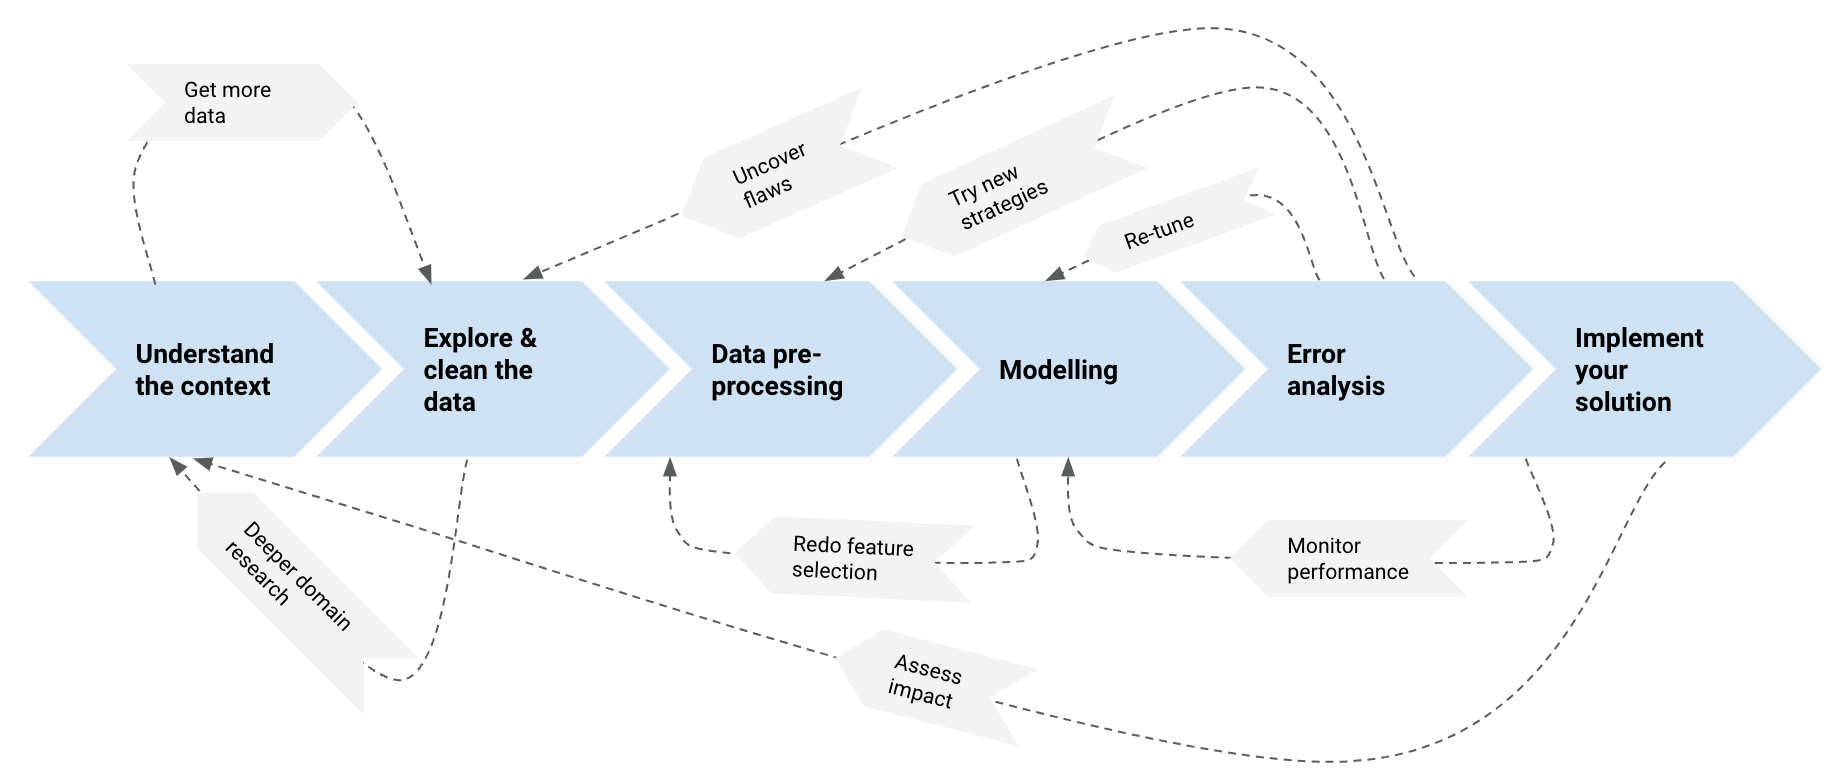 Get more
data
Uncover
flaws
Try new
strategies
Re-tune
Understand
the context
Explore &
clean the
data
Data pre-
processing
Modelling
Error
analysis
Implement
your
solution
Deeper domain
research
Redo feature
selection
Monitor
performance
Assess
impact